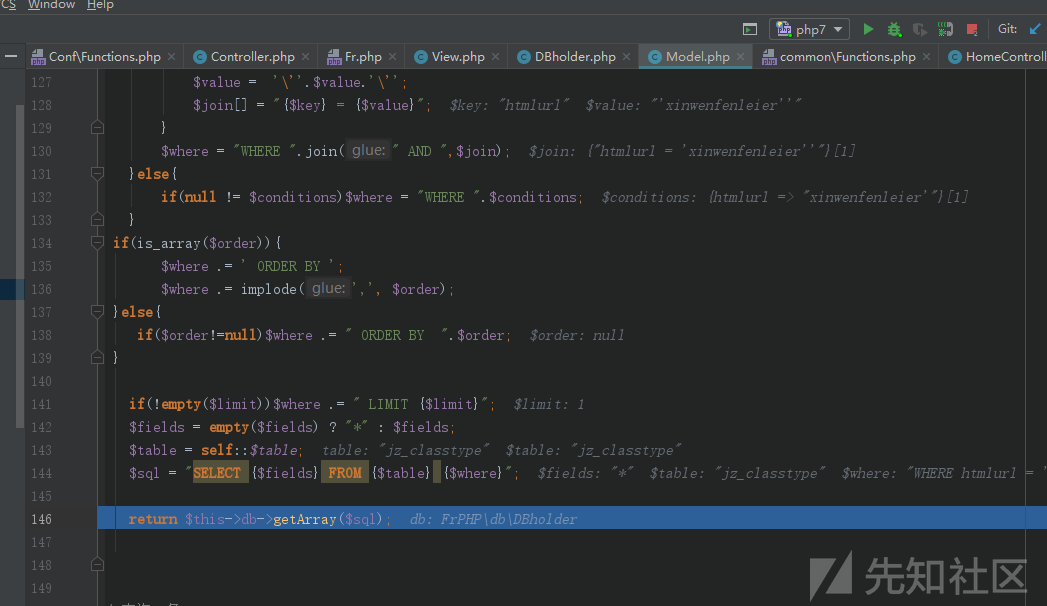 CS Window Help
php7 Git:
Conf\Functions.php × Controller.php × Fr.php × View.php × DBholder.php × Model.php × common\Functions.php × HomeControll
127 $value = '\''.$value.'\'';
128 $join[] = "{$key} = {$value}"; $key: "htmlurl" $value: "'xinwenfenleier''"
129 }
130 $where = "WHERE ".join( glue: " AND ",$join); $join: {"htmlurl = 'xinwenfenleier''"}[1]
131 }else{
132 if(null != $conditions)$where = "WHERE ".$conditions; $conditions: {htmlurl => "xinwenfenleier'"}[1]
133 }
134 if(is_array($order)){
135 $where .= ' ORDER BY ';
136 $where .= implode( glue: ',', $order);
137 }else{
138 if($order!=null)$where .= " ORDER BY ".$order; $order: null
139 }
140
141 if(!empty($limit))$where .= " LIMIT {$limit}"; $limit: 1
142 $fields = empty($fields) ? "*" : $fields;
143 $table = self::$table; table: "jz_classtype" $table: "jz_classtype"
144 $sql = "SELECT {$fields} FROM {$table} {$where}"; $fields: "*" $table: "jz_classtype" $where: "WHERE htmlurl = '
145
146 return $this->db->getArray($sql); db: FrPHP\db\DBholder
147
148
149
先知社区